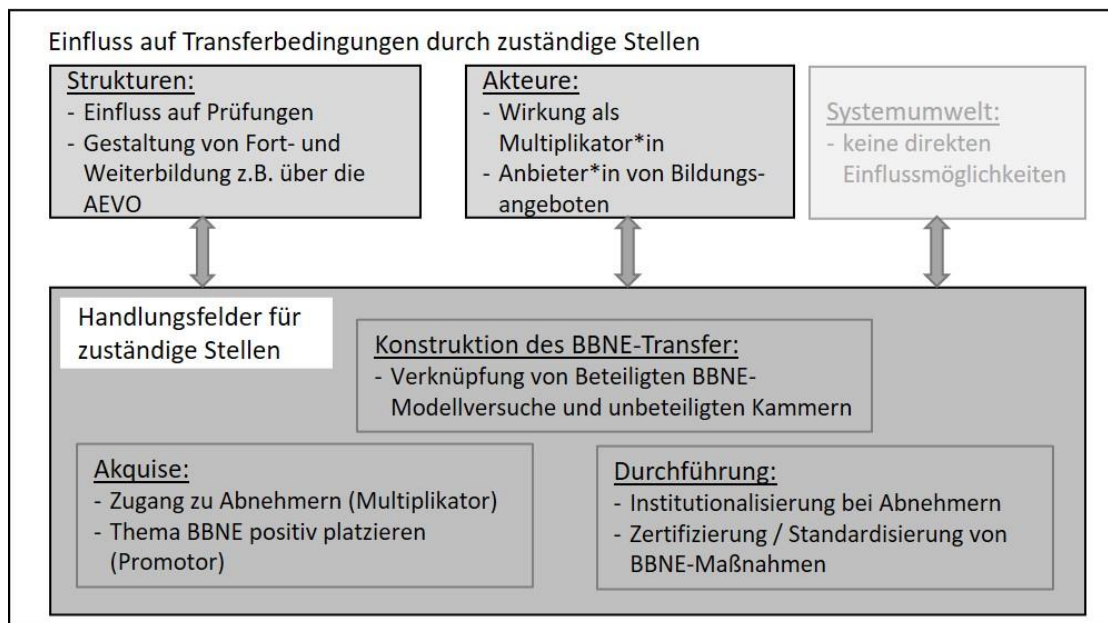 Einfluss auf Transferbedingungen durch zuständige Stellen
Strukturen:
- Einfluss auf Prüfungen
- Gestaltung von Fort- und
Weiterbildung z.B. über die
AEVO
Akteure:
- Wirkung als
Multiplikator*in
- Anbieter*in von Bildungs-
angeboten
Systemumwelt:
- keine direkten
Einflussmöglichkeiten
Handlungsfelder für
zuständige Stellen
Konstruktion des BBNE-Transfer:
- Verknüpfung von Beteiligten BBNE-
Modellversuche und unbeteiligten Kammern
Akquise:
- Zugang zu Abnehmern (Multiplikator)
- Thema BBNE positiv platzieren
(Promotor)
Durchführung:
- Institutionalisierung bei Abnehmern
- Zertifizierung / Standardisierung von
BBNE-Maßnahmen